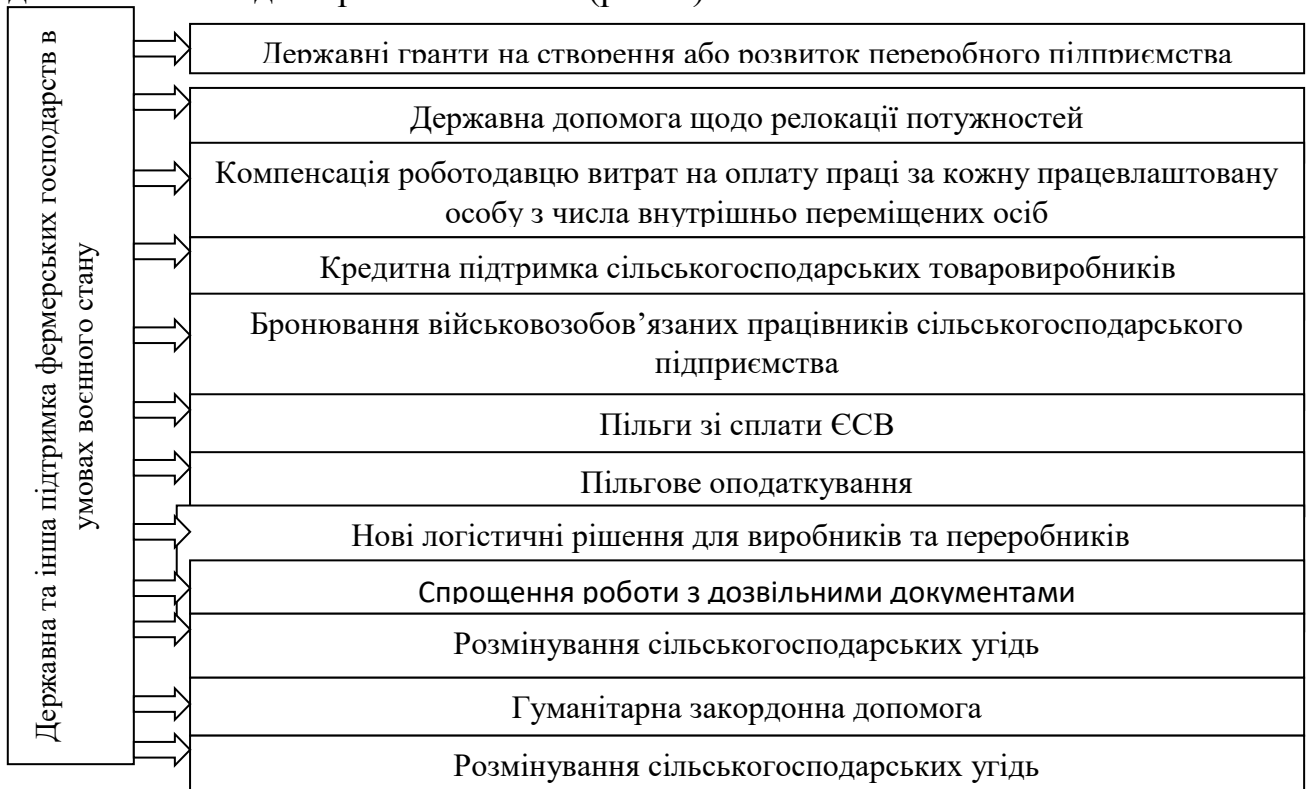 Державна та інша підтримка фермерських господарств в
умовах воєнного стану
Державні гранти на створення або розвиток переробного підприємства
Державна допомога щодо релокації потужностей
Компенсація роботодавцю витрат на оплату праці за кожну працевлаштовану
особу з числа внутрішньо переміщених осіб
Кредитна підтримка сільськогосподарських товаровиробників
Бронювання військовозобов’язаних працівників сільськогосподарського
підприємства
Пільги зі сплати ЄСВ
Пільгове оподаткування
Нові логістичні рішення для виробників та переробників
Спрощення роботи з дозвільними документами
Розмінування сільськогосподарських угідь
Гуманітарна закордонна допомога
Розмінування сільськогосподарських угідь